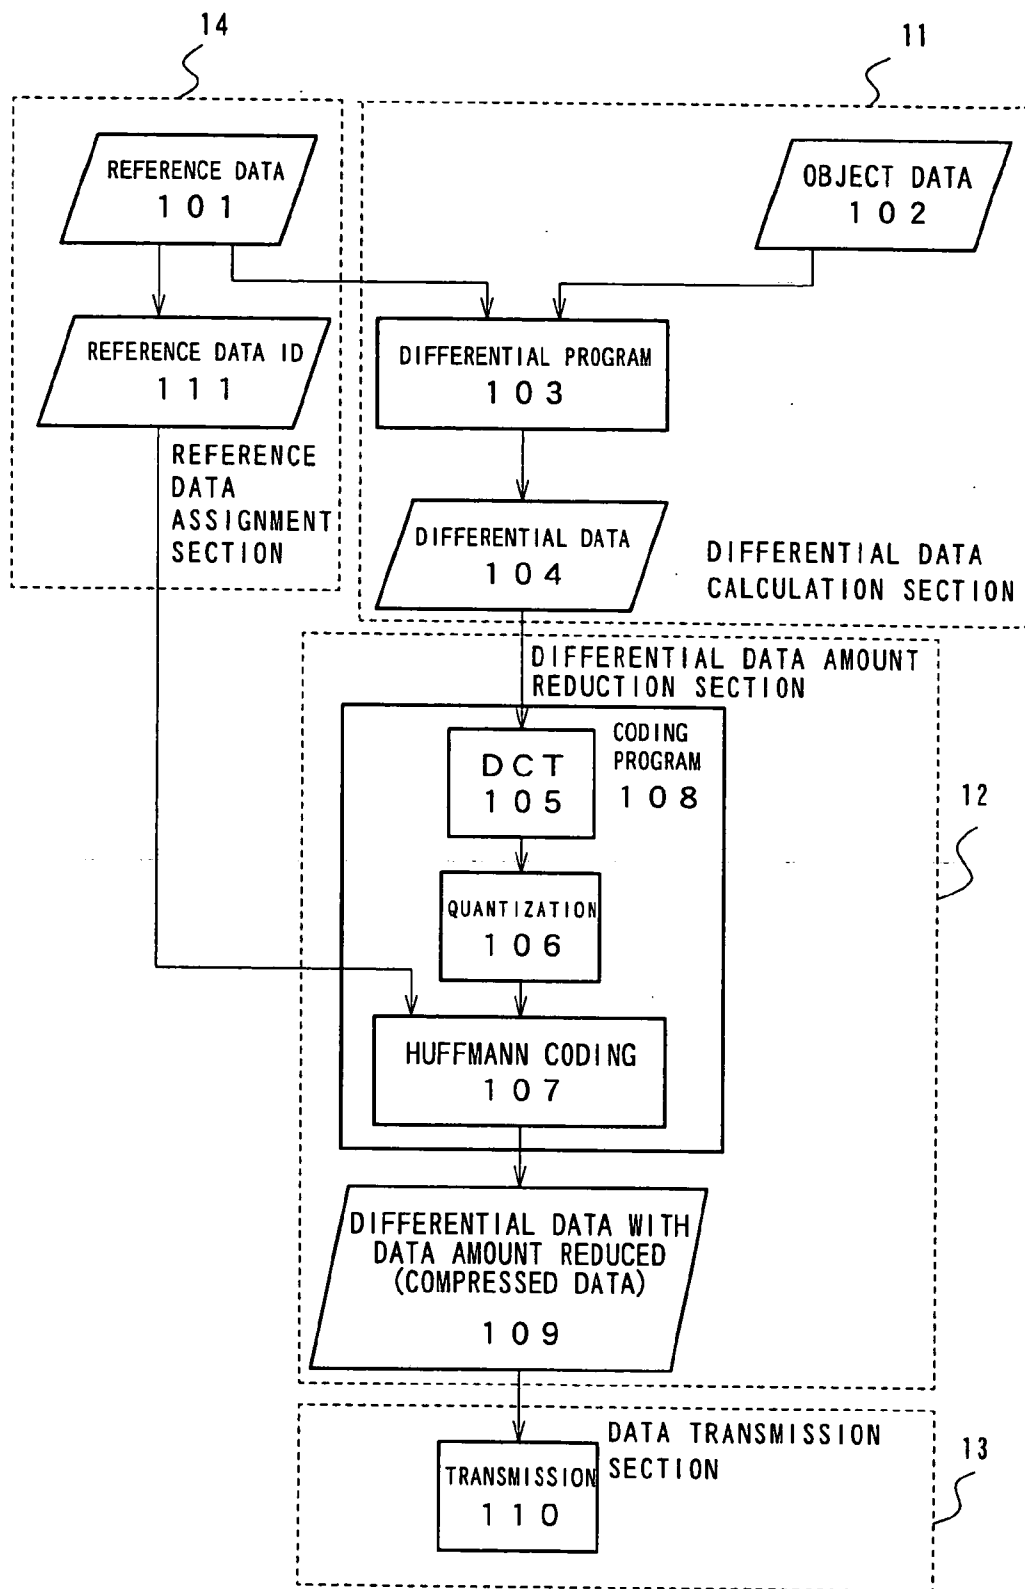 14
11
REFERENCE DATA
101
OBJECT DATA
102
REFERENCE DATA ID
111
DIFFERENTIAL PROGRAM
103
REFERENCE
DATA
ASSIGNMENT
SECTION
DIFFERENTIAL DATA
104
DIFFERENTIAL DATA
CALCULATION SECTION
DIFFERENTIAL DATA AMOUNT
REDUCTION SECTION
CODING
PROGRAM
108
DCT
105
12
QUANTIZATION
106
HUFFMANN CODING
107
DIFFERENTIAL DATA WITH
DATA AMOUNT REDUCED
(COMPRESSED DATA)
109
DATA TRANSMISSION
SECTION
13
TRANSMISSION
110